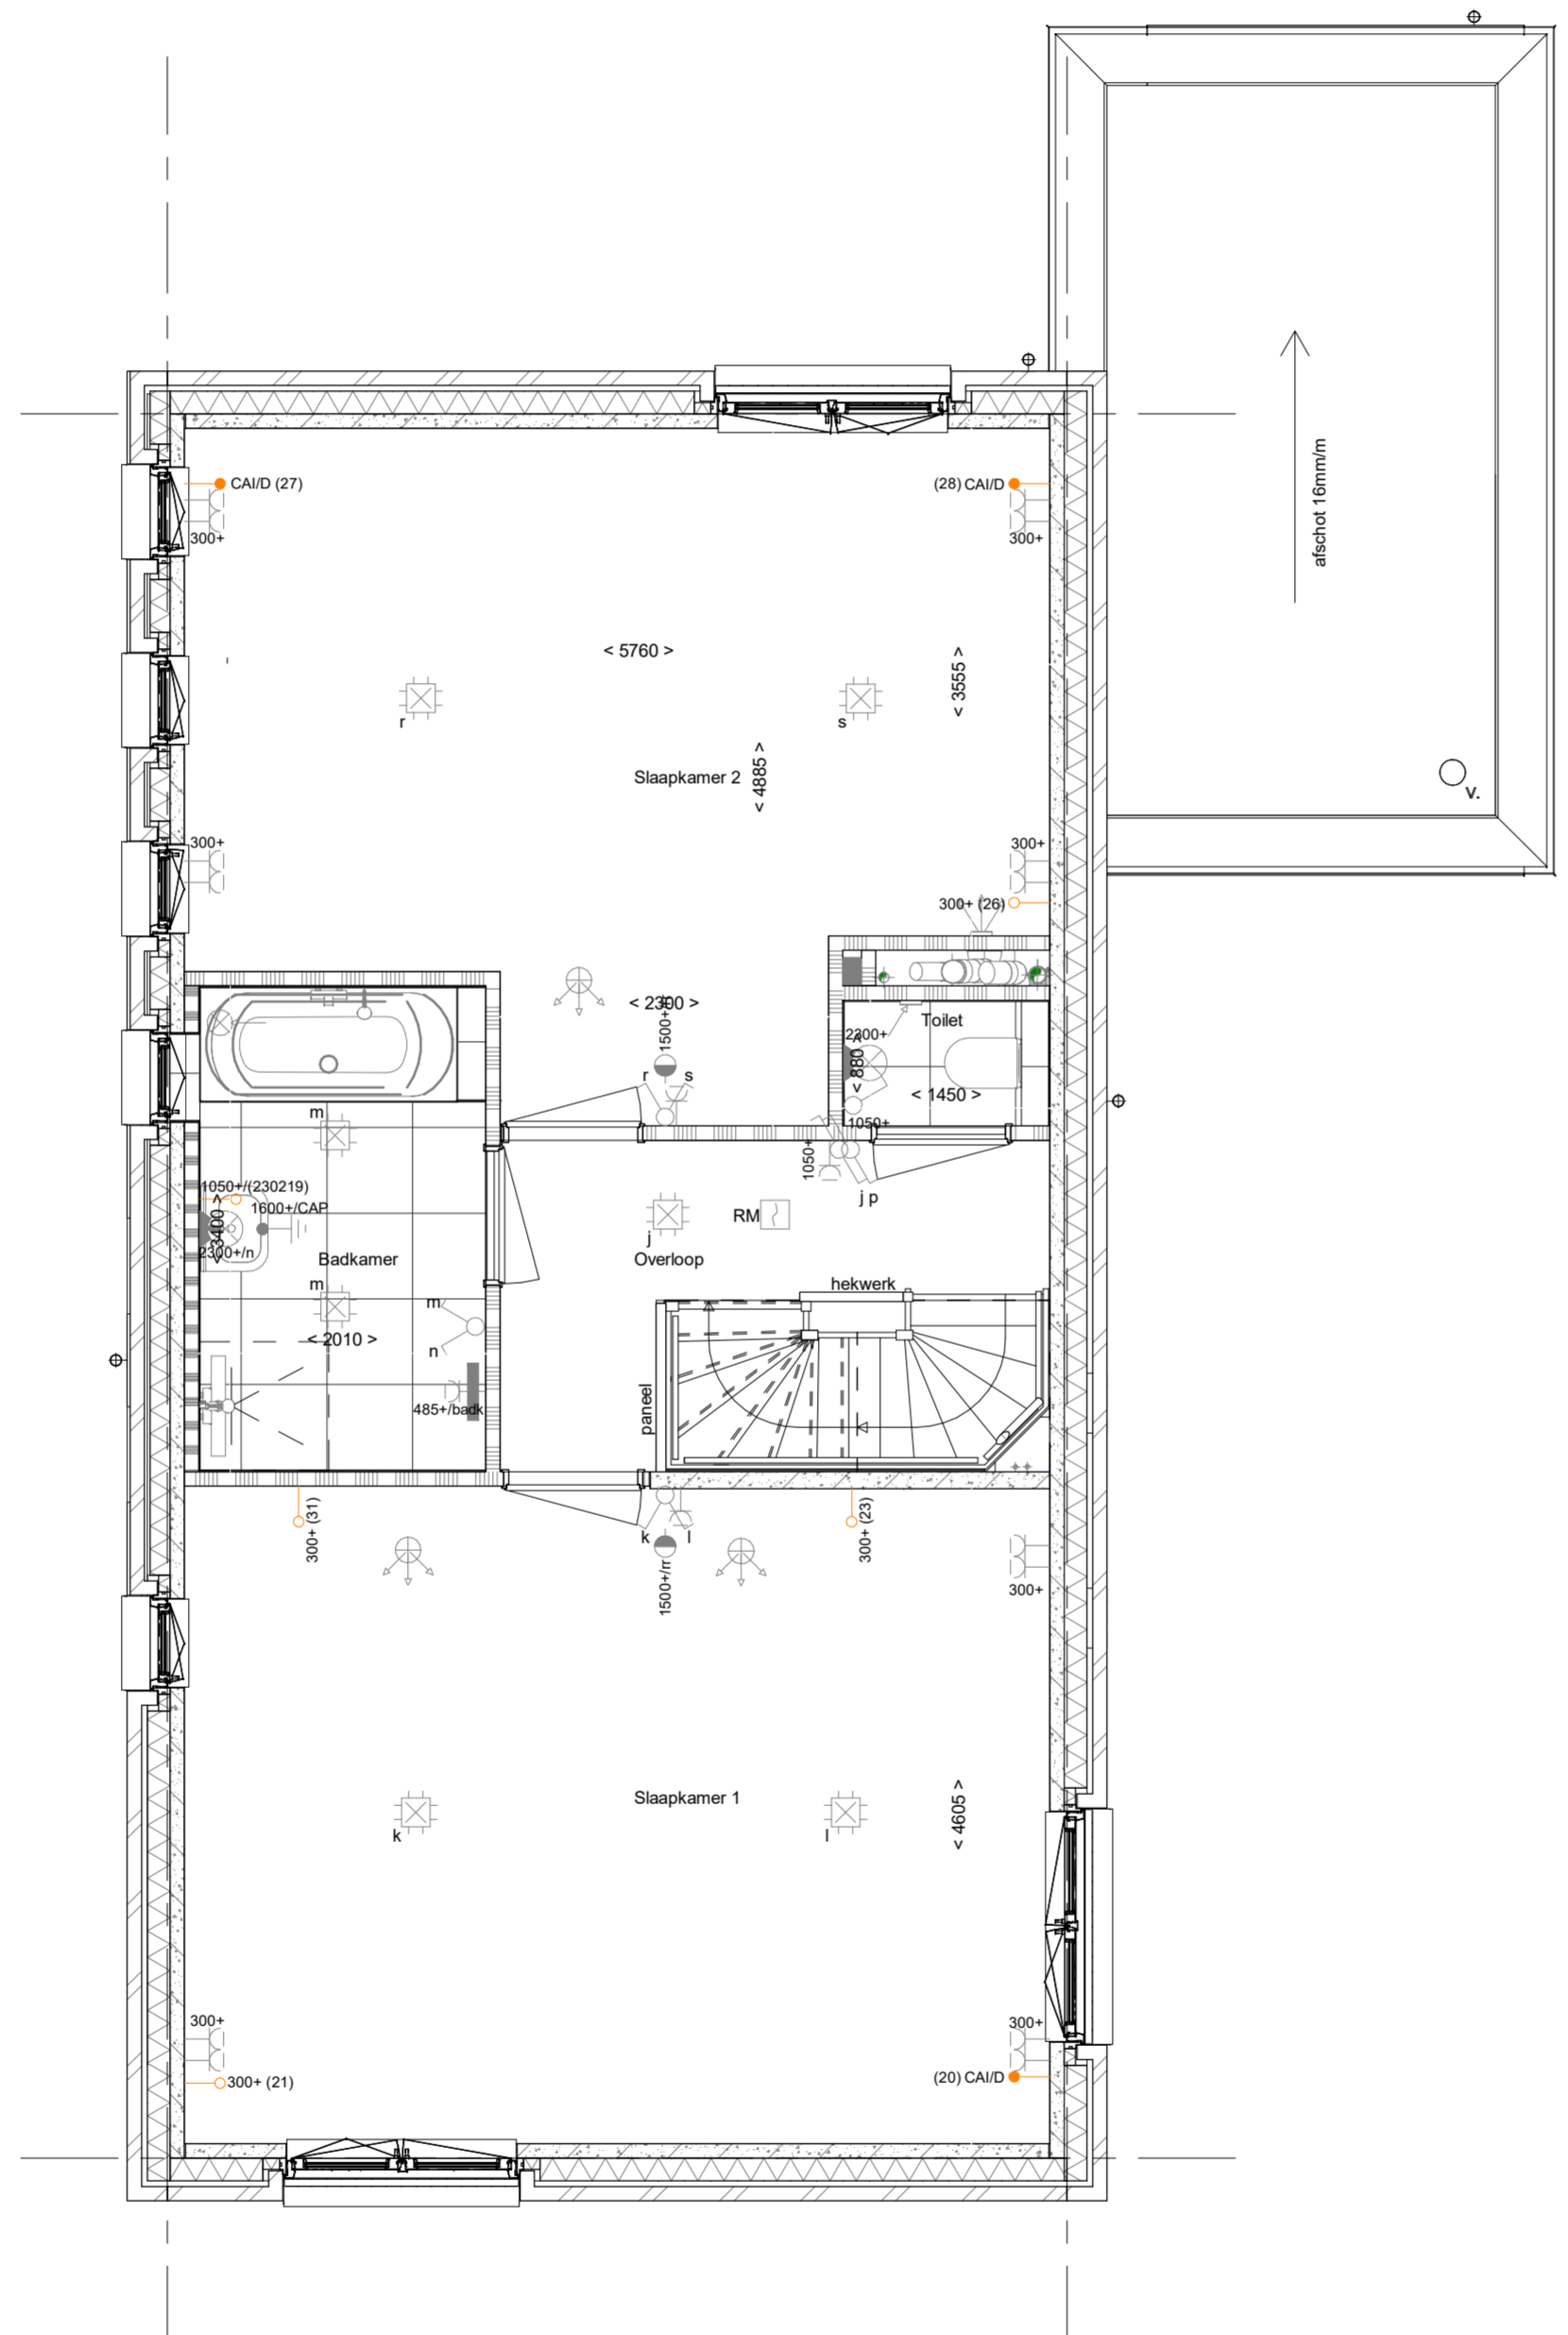 CAI/D (27)
(28) CAI/D
300+
300+
afschot 16mm/m
< 5760 >
< 3555 >
r
s
Slaapkamer 2
< 4885 >
v.
300+
300+
300+ (26)
< 2300 >
1500+
Toilet
2200+
< 880 >
r
s
< 1450 >
m
1050+
1050+
j p
1050+/(230219)
1600+/CAP
< 3400 >
2300+/n
RM
j
Badkamer
Overloop
m
hekwerk
m
< 2010 >
n
paneel
485+/badk
300+ (31)
300+ (23)
k
l
1500+/rr
300+
Slaapkamer 1
< 4605 >
k
l
300+
300+
300+ (21)
(20) CAI/D